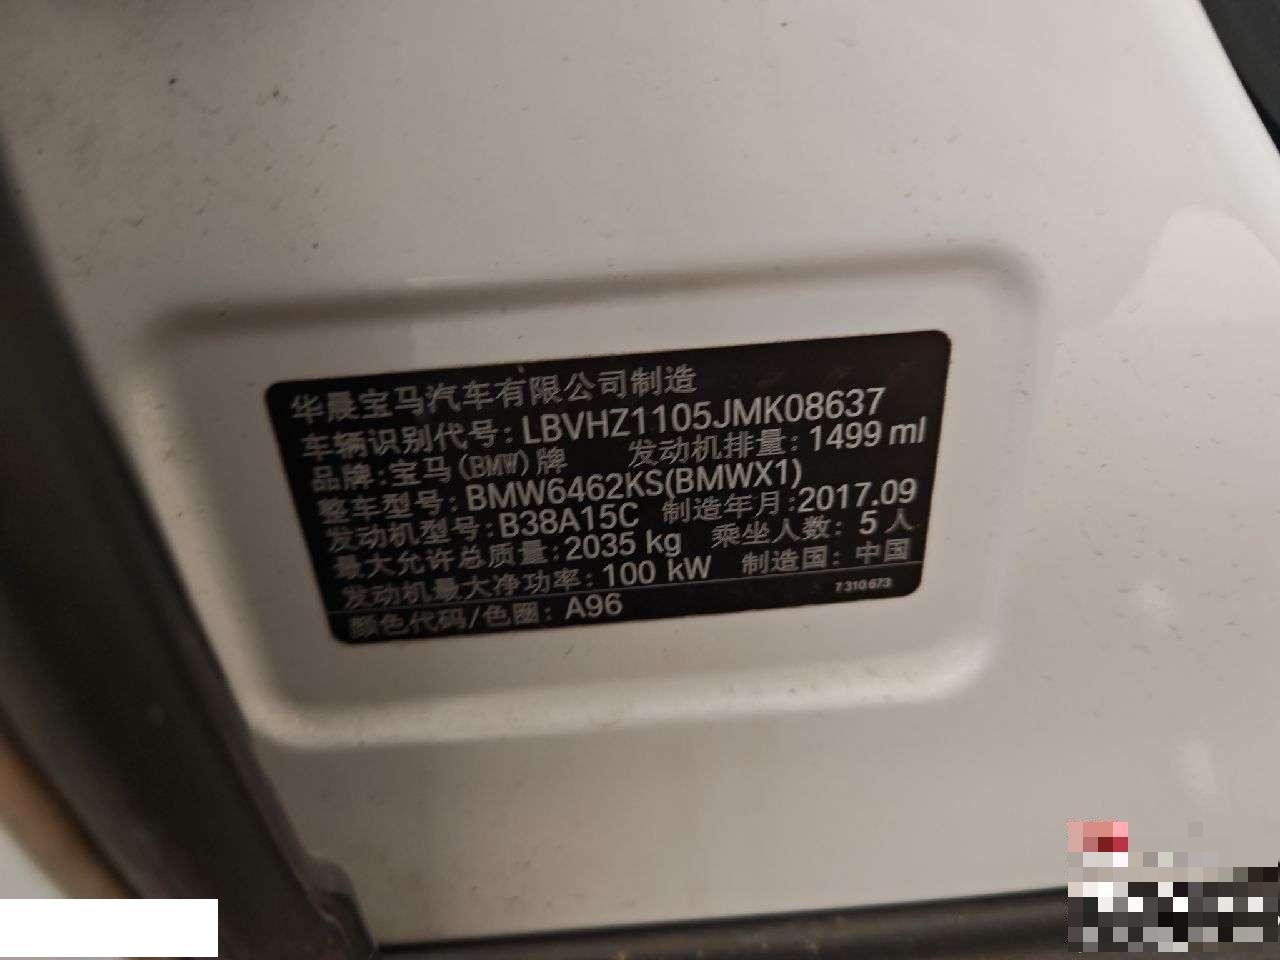 华晨宝马汽车有限公司制造
车辆识别代号: LBVHZ1105JMK08637
品牌: 宝马(BMW)牌 发动机排量: 1499 ml
整车型号: BMW6462KS(BMWX1)
发动机型号: B38A15C 制造年月: 2017.09
最大允许总质量: 2035 kg 乘坐人数: 5 人
发动机最大净功率: 100 kW 制造国: 中国
颜色代码/色圈: A96 7 310 673